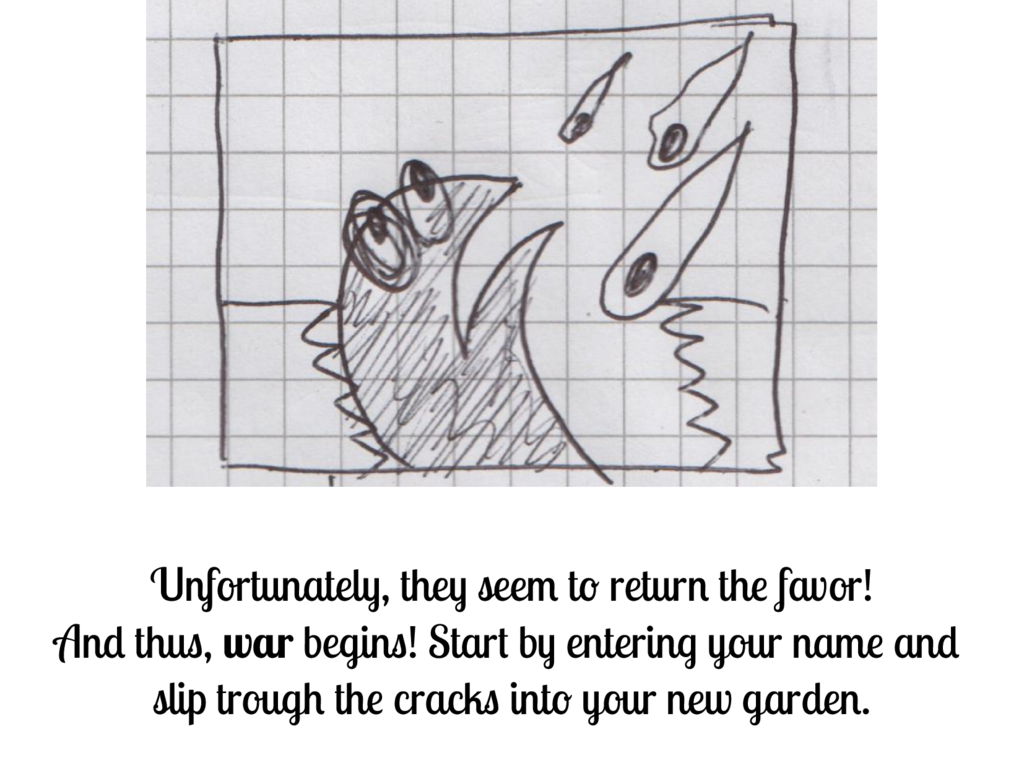 Unfortunately, they seem to return the favor!
And thus, war begins! Start by entering your name and
slip trough the cracks into your new garden.